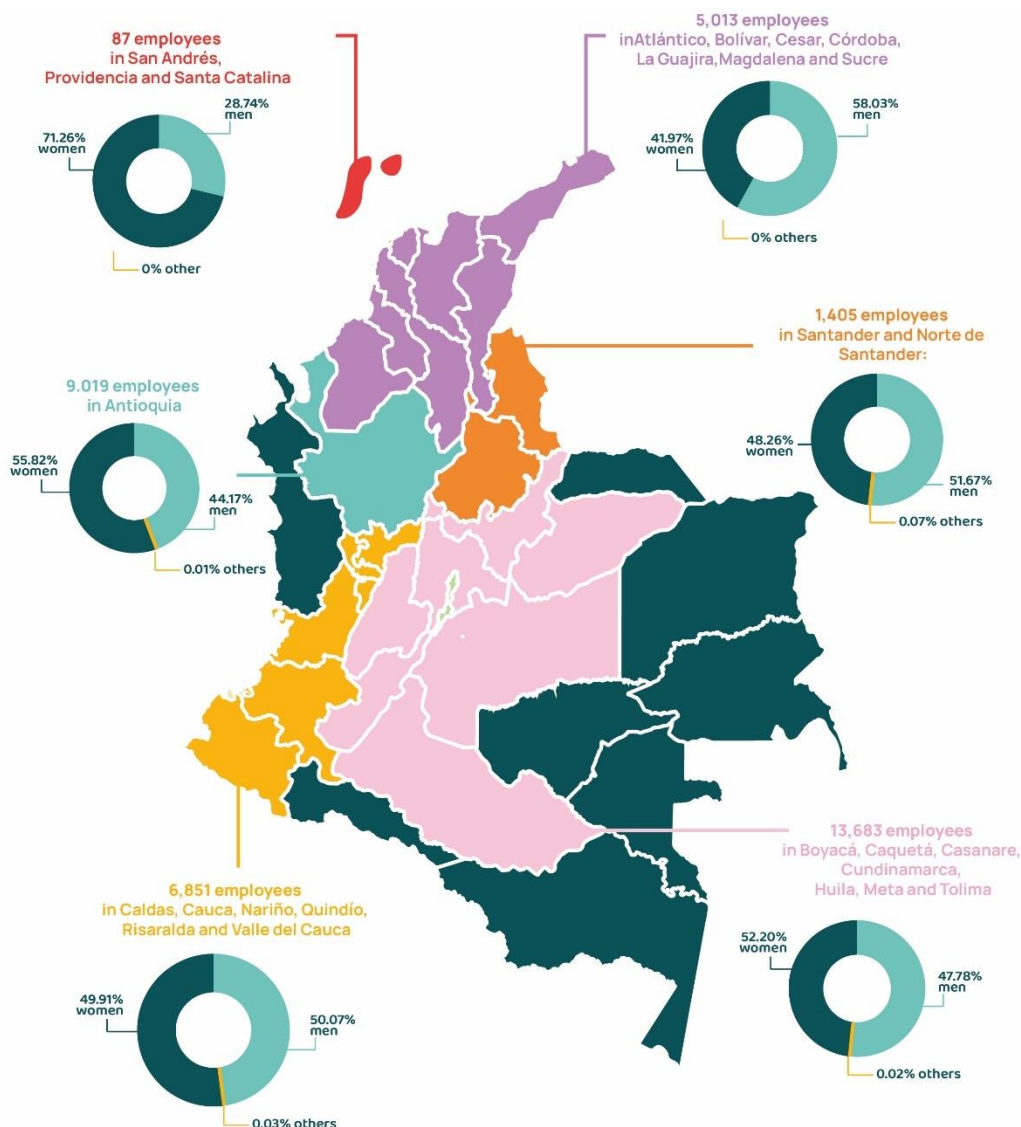 87 employees
in San Andrés,
Providencia and Santa Catalina
28.74%
men
71.26%
women
0% other
5,013 employees
inAtlántico, Bolívar, Cesar, Córdoba,
La Guajira,Magdalena and Sucre
58.03%
men
41.97%
women
0% others
1,405 employees
in Santander and Norte de
Santander:
48.26%
women
51.67%
men
0.07% others
9.019 employees
in Antioquia
55.82%
women
44.17%
men
0.01% others
13,683 employees
in Boyacá, Caquetá, Casanare,
Cundinamarca,
Huila, Meta and Tolima
52.20%
women
47.78%
men
0.02% others
6,851 employees
in Caldas, Cauca, Nariño, Quindío,
Risaralda and Valle del Cauca
49.91%
women
50.07%
men
0.03% others